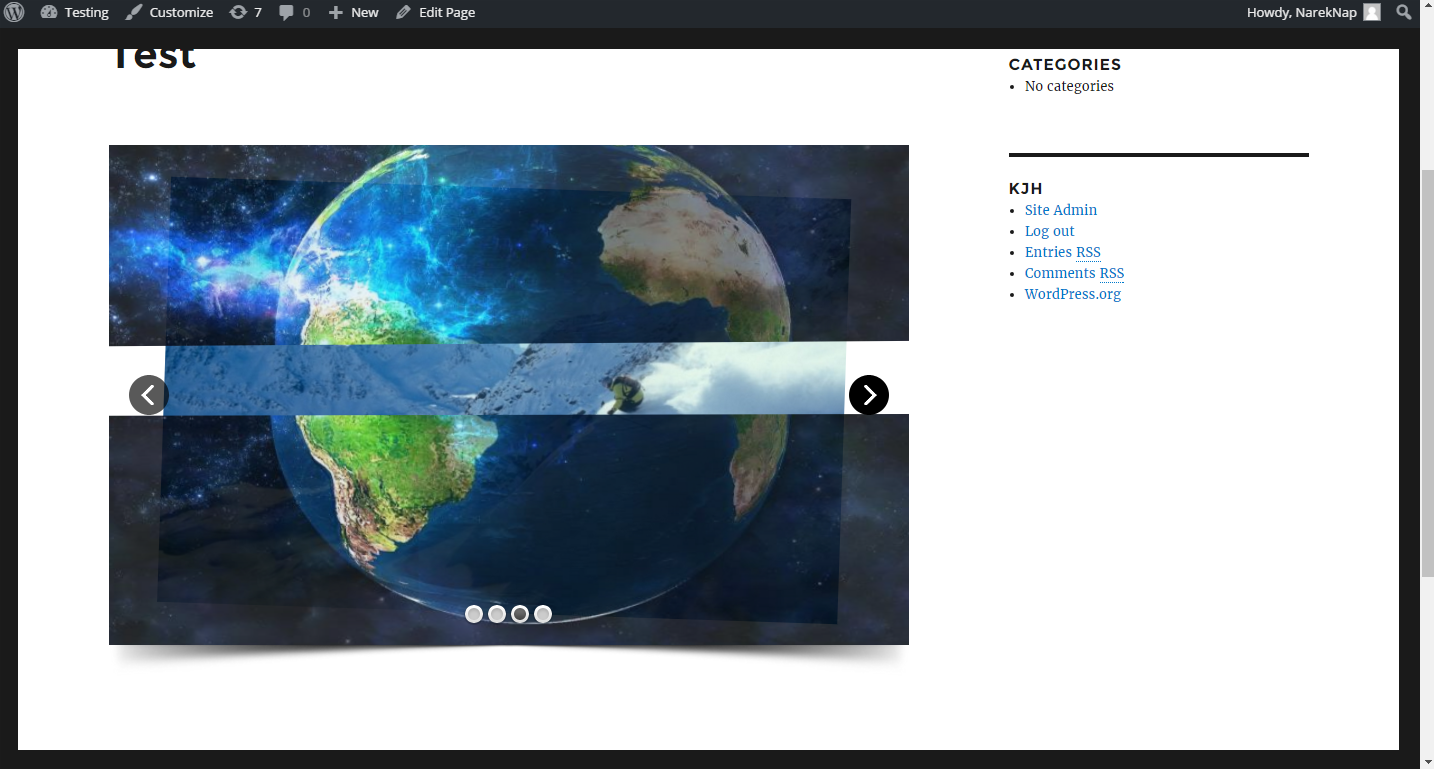 Testing Customize 7 0 New Edit Page Howdy, NarekNap
Test
CATEGORIES
No categories
KJH
Site Admin
Log out
Entries RSS
Comments RSS
WordPress.org